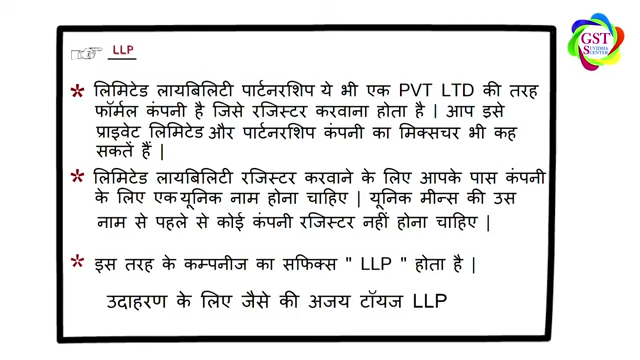 GST
SUVIDHA
CENTER
LLP
* लिमिटेड लायबिलिटी पार्टनरशिप ये भी एक PVT LTD की तरह
फॉर्मल कंपनी है जिसे रजिस्टर करवाना होता है | आप इसे
प्राइवेट लिमिटेड और पार्टनरशिप कंपनी का मिक्सचर भी कह
सकतें हैं |
* लिमिटेड लायबिलिटी रजिस्टर करवाने के लिए आपके पास कंपनी
के लिए एक यूनिक नाम होना चाहिए | यूनिक मीन्स की उस
नाम से पहले से कोई कंपनी रजिस्टर नहीं होना चाहिए |
* इस तरह के कम्पनीज का सफिक्स " LLP " होता है |
उदाहरण के लिए जैसे की अजय टॉयज LLP